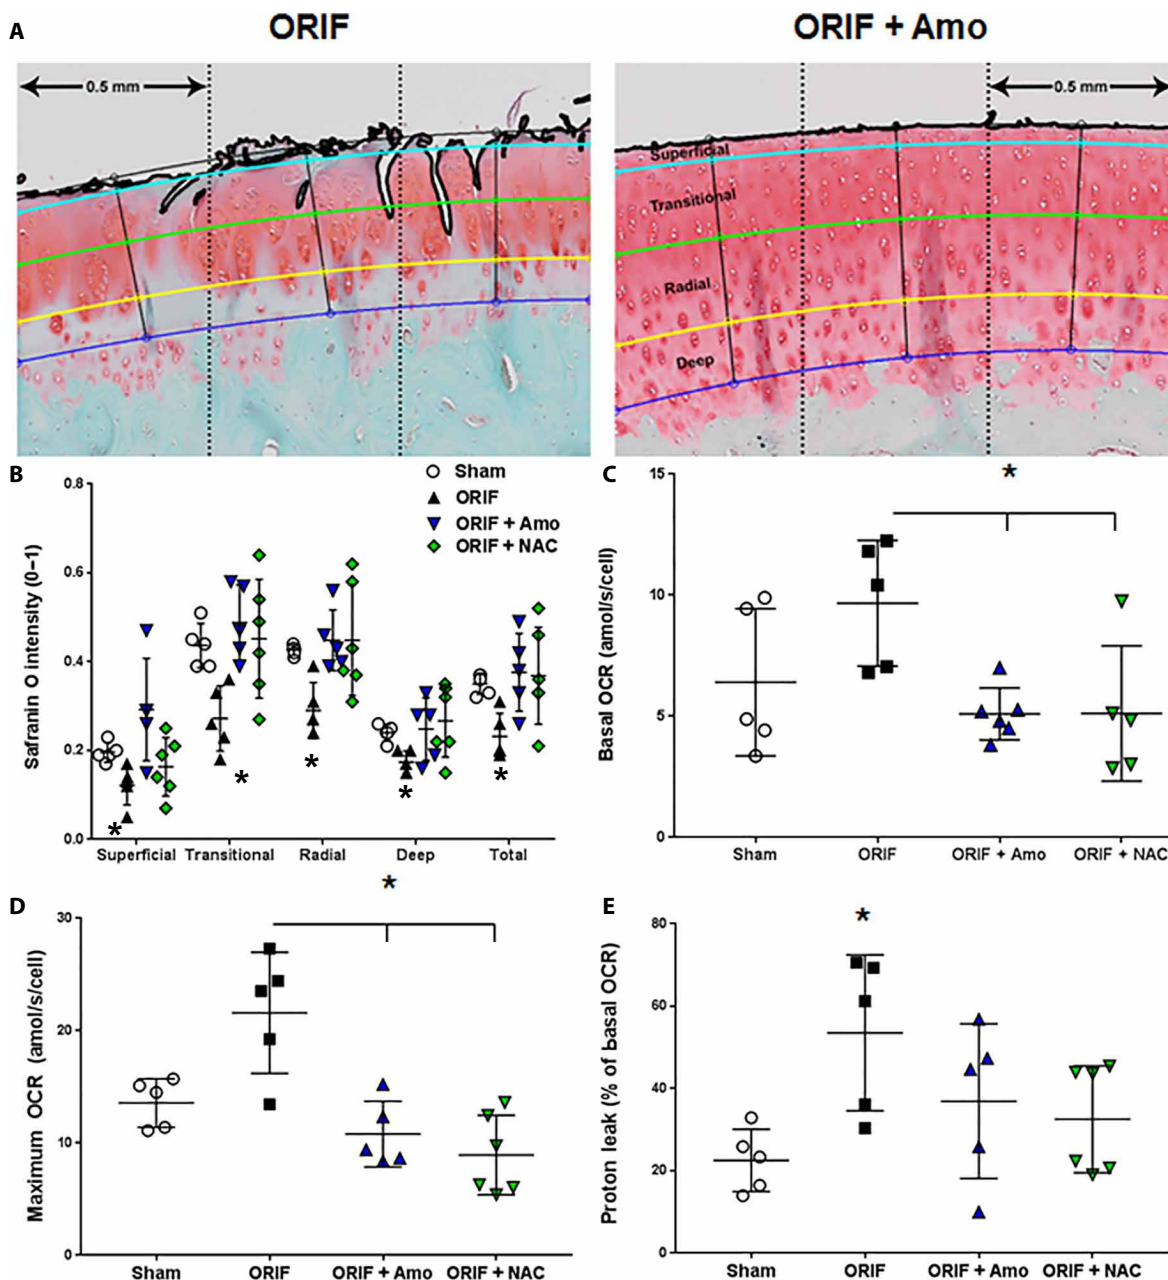 A
ORIF
ORIF + Amo
0.5 mm
0.5 mm
Superficial
Transitional
Radial
Deep
B
Safranin O intensity (0–1)
0.8
0.6
0.4
0.2
0.0
Sham
ORIF
ORIF + Amo
ORIF + NAC
*
*
*
*
*
Superficial
Transitional
Radial
Deep
Total
C
Basal OCR (amol/s/cell)
15
10
5
0
*
Sham
ORIF
ORIF + Amo
ORIF + NAC
D
Maximum OCR (amol/s/cell)
30
20
10
0
*
Sham
ORIF
ORIF + Amo
ORIF + NAC
E
Proton leak (% of basal OCR)
80
60
40
20
0
*
Sham
ORIF
ORIF + Amo
ORIF + NAC